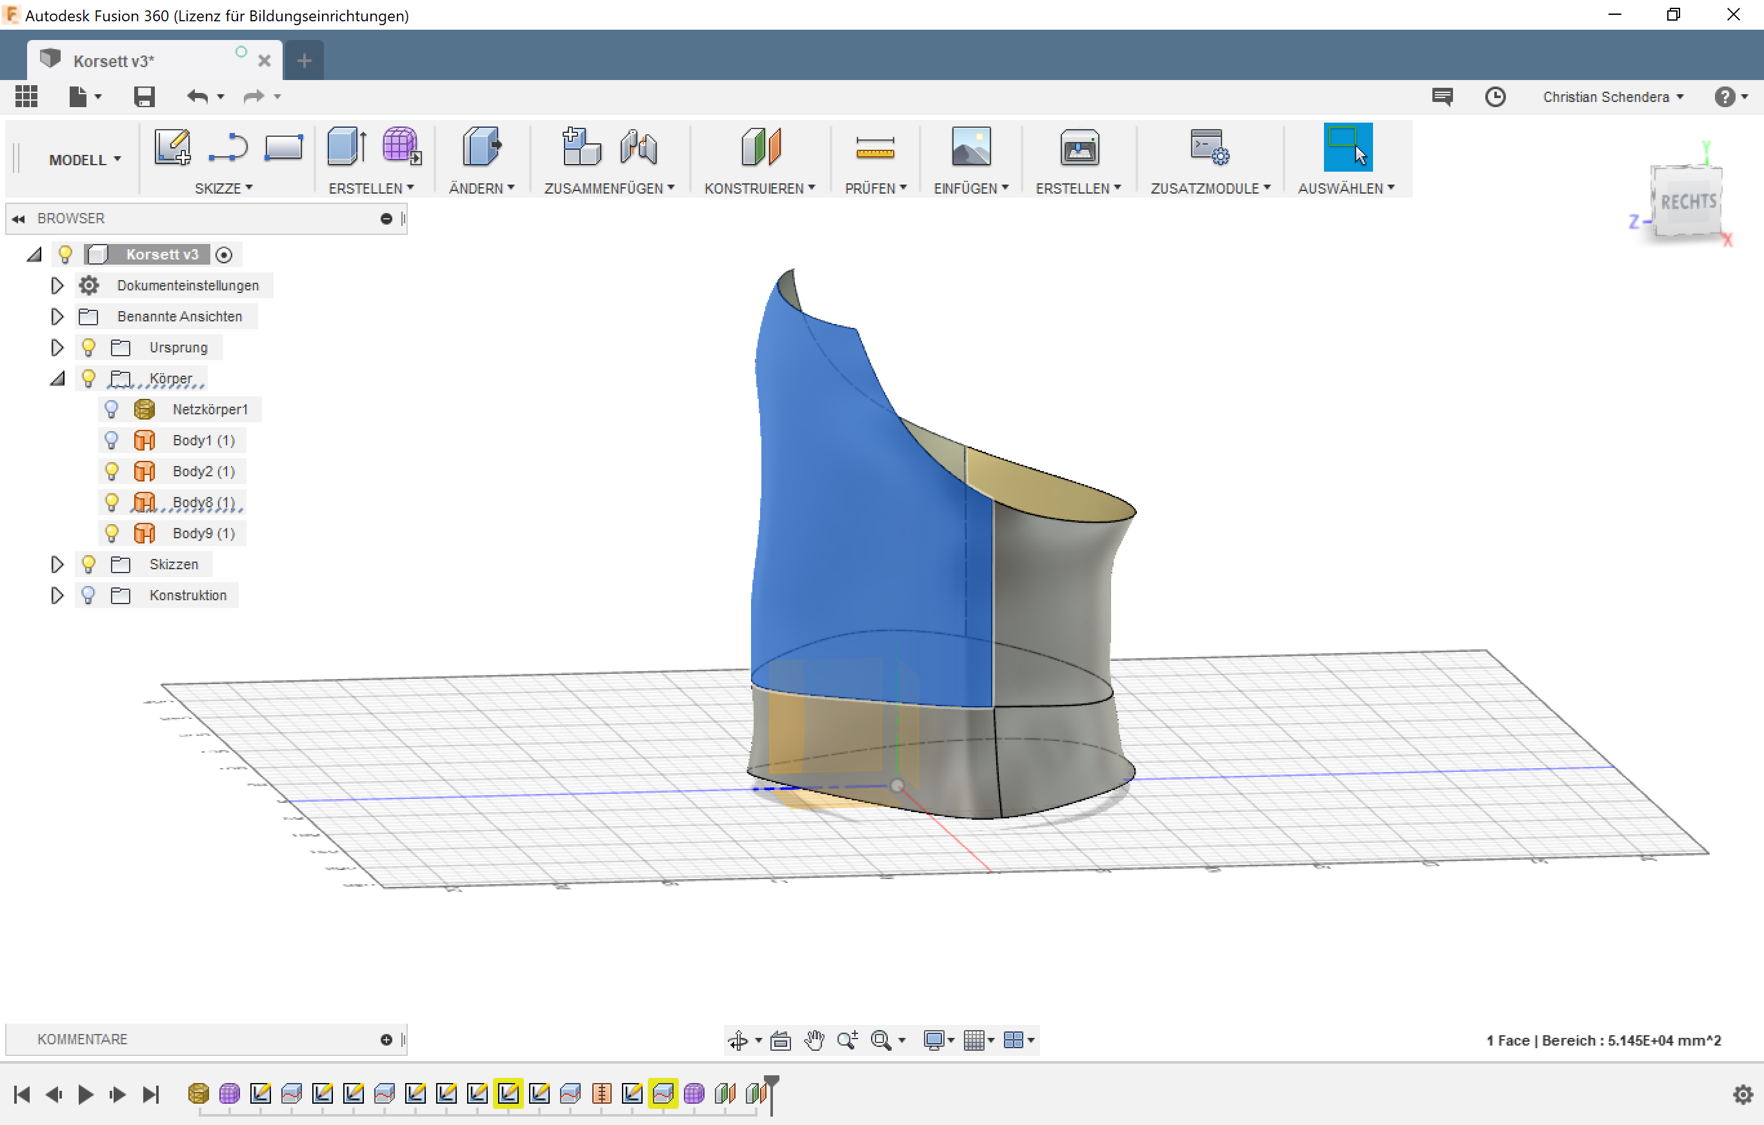 Autodesk Fusion 360 (Lizenz für Bildungseinrichtungen)
Korsett v3*
Christian Schendera
MODELL
SKIZZE
ERSTELLEN
ÄNDERN
ZUSAMMENFÜGEN
KONSTRUIEREN
PRÜFEN
EINFÜGEN
ERSTELLEN
ZUSATZMODULE
AUSWÄHLEN
Y
RECHTS
Z
X
BROWSER
Korsett v3
Dokumenteinstellungen
Benannte Ansichten
Ursprung
Körper
Netzkörper1
Body1 (1)
Body2 (1)
Body8 (1)
Body9 (1)
Skizzen
Konstruktion
KOMMENTARE
1 Face | Bereich : 5.145E+04 mm^2